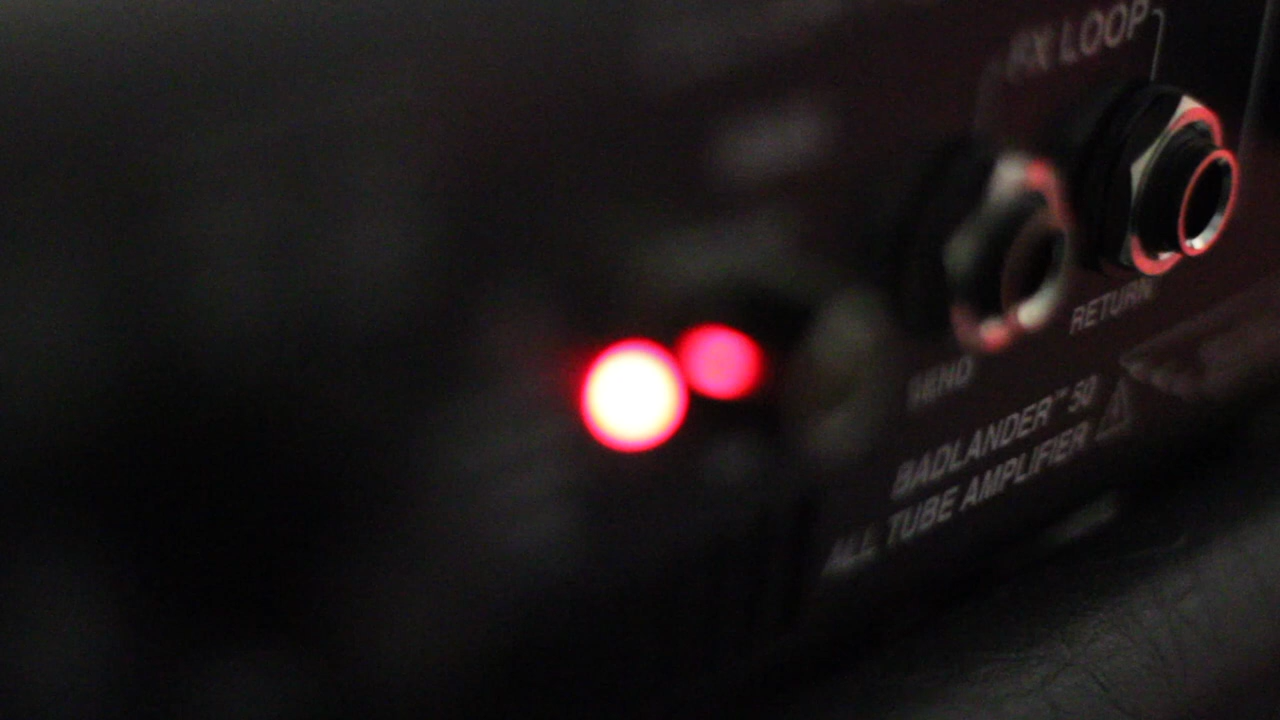 FX LOOP
RETURN
SEND
BADLANDER™ 50
ALL TUBE AMPLIFIER